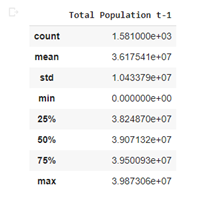 Total Population t-1
count 1.581000e+03
mean 3.617541e+07
std 1.043379e+07
min 0.000000e+00
25% 3.824870e+07
50% 3.907132e+07
75% 3.950093e+07
max 3.987306e+07